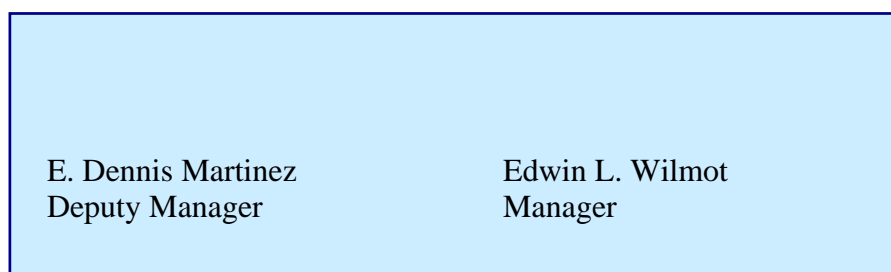 E. Dennis Martinez
Deputy Manager
Edwin L. Wilmot
Manager